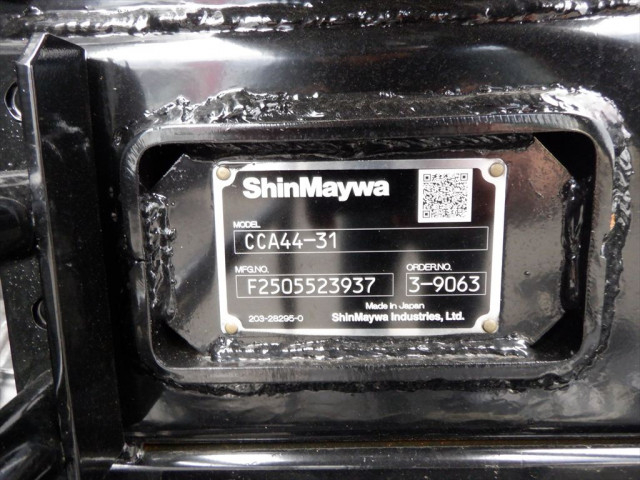 ShinMaywa
MODEL
CCA44-31
MFG.NO. ORDER.NO.
F2505523937 3-9063
Made in Japan
203-28295-0 ShinMaywa Industries, Ltd.